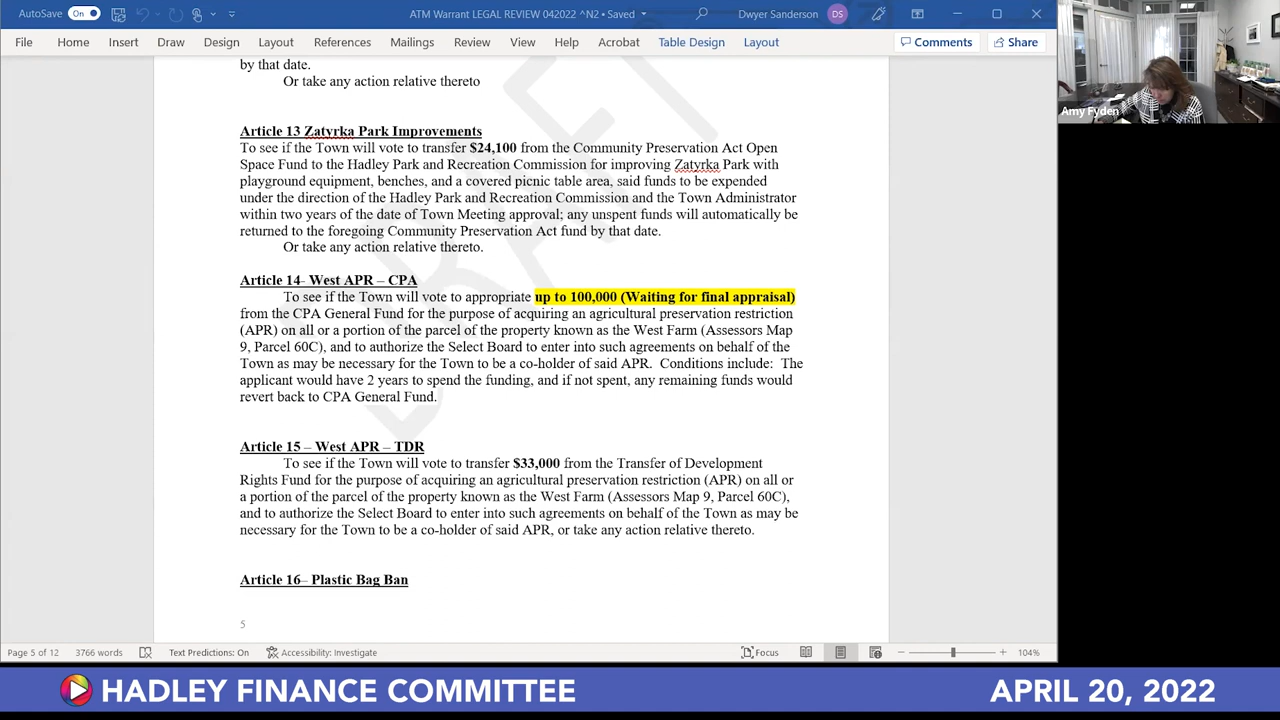 AutoSave On ATM Warrant LEGAL REVIEW 042022 ^N2 • Saved Dwyer Sanderson DS
File Home Insert Draw Design Layout References Mailings Review View Help Acrobat Table Design Layout Comments Share
by that date.
Or take any action relative thereto
Article 13 Zatyrka Park Improvements
To see if the Town will vote to transfer $24,100 from the Community Preservation Act Open
Space Fund to the Hadley Park and Recreation Commission for improving Zatyrka Park with
playground equipment, benches, and a covered picnic table area, said funds to be expended
under the direction of the Hadley Park and Recreation Commission and the Town Administrator
within two years of the date of Town Meeting approval; any unspent funds will automatically be
returned to the foregoing Community Preservation Act fund by that date.
Or take any action relative thereto.
Article 14- West APR – CPA
To see if the Town will vote to appropriate up to 100,000 (Waiting for final appraisal)
from the CPA General Fund for the purpose of acquiring an agricultural preservation restriction
(APR) on all or a portion of the parcel of the property known as the West Farm (Assessors Map
9, Parcel 60C), and to authorize the Select Board to enter into such agreements on behalf of the
Town as may be necessary for the Town to be a co-holder of said APR. Conditions include: The
applicant would have 2 years to spend the funding, and if not spent, any remaining funds would
revert back to CPA General Fund.
Article 15 – West APR – TDR
To see if the Town will vote to transfer $33,000 from the Transfer of Development
Rights Fund for the purpose of acquiring an agricultural preservation restriction (APR) on all or
a portion of the parcel of the property known as the West Farm (Assessors Map 9, Parcel 60C),
and to authorize the Select Board to enter into such agreements on behalf of the Town as may be
necessary for the Town to be a co-holder of said APR, or take any action relative thereto.
Article 16– Plastic Bag Ban
5
DRAFT
Page 5 of 12 3766 words Text Predictions: On Accessibility: Investigate Focus 104%
Amy Fyden
HADLEY FINANCE COMMITTEE APRIL 20, 2022